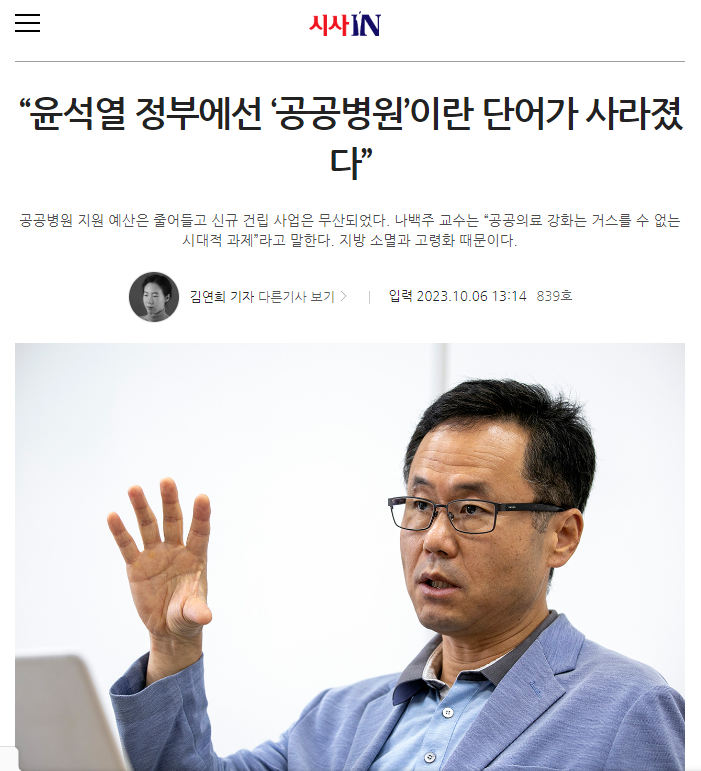 시사IN
“윤석열 정부에선 ‘공공병원’이란 단어가 사라졌
다”
공공병원 지원 예산은 줄어들고 신규 건립 사업은 무산되었다. 나백주 교수는 “공공의료 강화는 거스를 수 없는
시대적 과제”라고 말한다. 지방 소멸과 고령화 때문이다.
김연희 기자 다른기사 보기 > | 입력 2023.10.06 13:14 839호